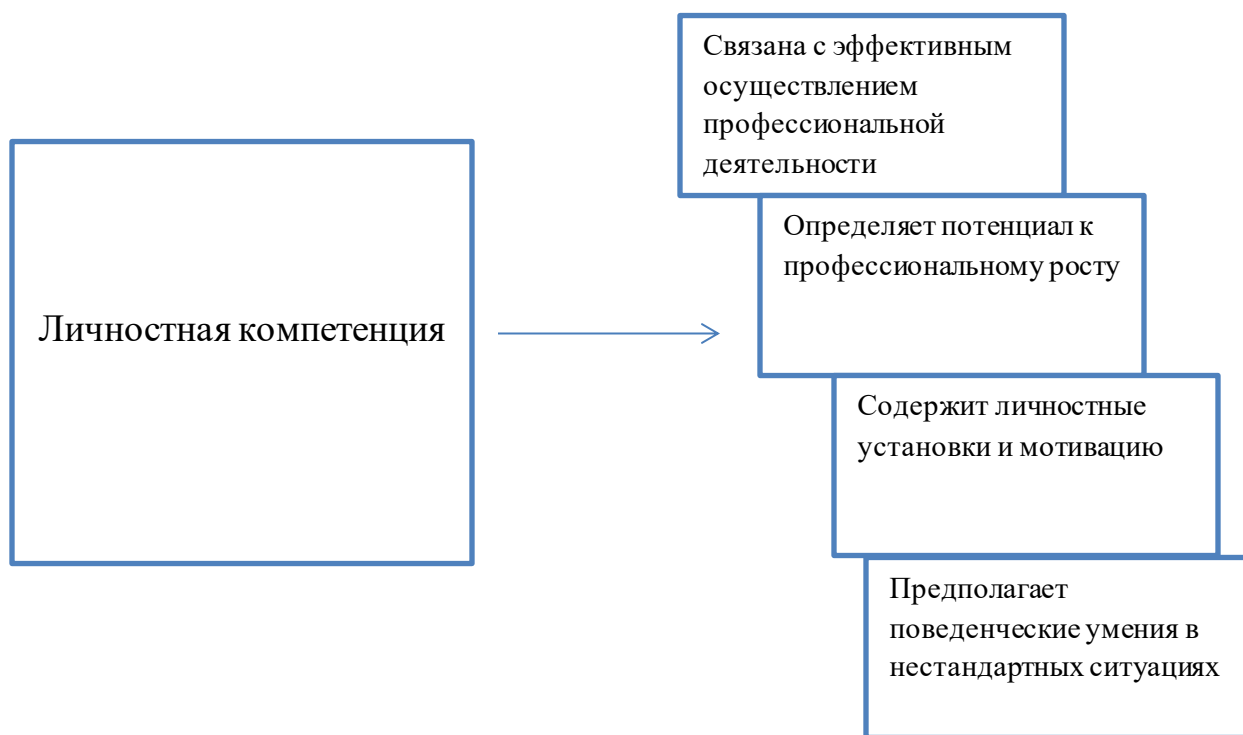 Связана с эффективным
осуществлением
профессиональной
деятельности
Личностная компетенция
Определяет потенциал к
профессиональному росту
Содержит личностные
установки и мотивацию
Предполагает
поведенческие умения в
нестандартных ситуациях